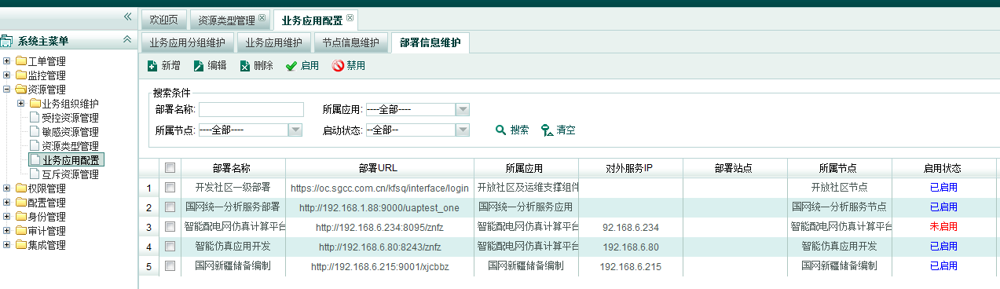 欢迎页 资源类型管理 业务应用配置
系统主菜单
业务应用分组维护 业务应用维护 节点信息维护 部署信息维护
工单管理
监控管理
资源管理
业务组织维护
受控资源管理
敏感资源管理
资源类型管理
业务应用配置
互斥资源管理
权限管理
配置管理
身份管理
审计管理
集成管理
新增 编辑 删除 启用 禁用
搜索条件
部署名称: 所属应用: ----全部----
所属节点: ----全部---- 启动状态: --全部-- 搜索 清空
部署名称 部署URL 所属应用 对外服务IP 部署站点 所属节点 启用状态
1 开发社区一级部署 https://oc.sgcc.com.cn/kfsq/interface/login 开放社区及运维支撑组件 开放社区节点 已启用
2 国网统一分析服务部署 http://192.168.1.88:9000/uaptest_one 国网统一分析服务应用 国网统一分析服务节点 已启用
3 智能配电网仿真计算平台 http://192.168.6.234:8095/znfz 智能配电网仿真计算平台 92.168.6.234 智能配电网仿真计算平台 未启用
4 智能仿真应用开发 http://192.168.6.80:8243/znfz 智能配电网仿真计算平台 192.168.6.80 智能仿真应用开发 已启用
5 国网新疆储备编制 http://192.168.6.215:9001/xjcbbz 国网新疆储备编制 192.168.6.215 国网新疆储备编制 已启用